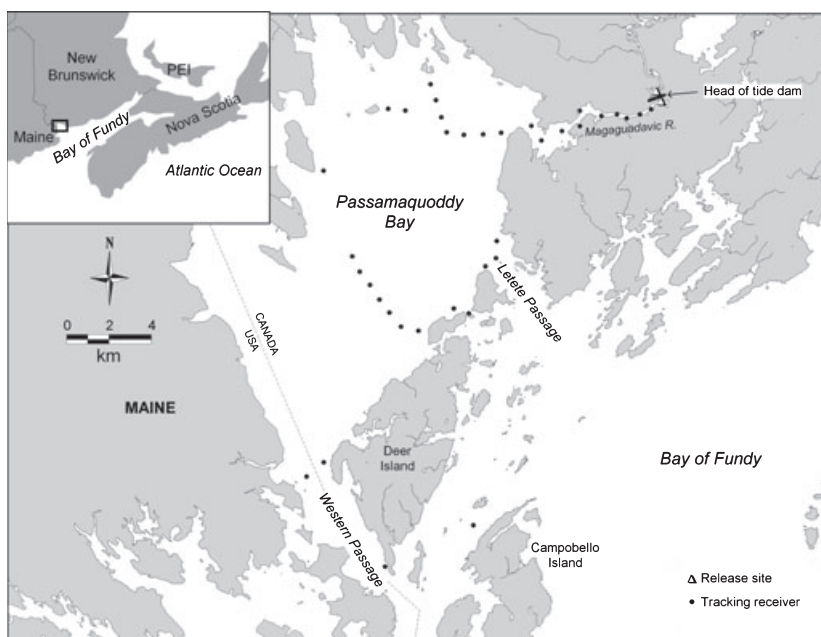 New
Brunswick
PEI
Maine
Bay of Fundy
Nova Scotia
Atlantic Ocean
Head of tide dam
Magaguadavic R.
Passamaquoddy
Bay
N
0 2 4
km
CANADA
USA
Letete Passage
MAINE
Deer
Island
Bay of Fundy
Western Passage
Campobello
Island
Release site
Tracking receiver